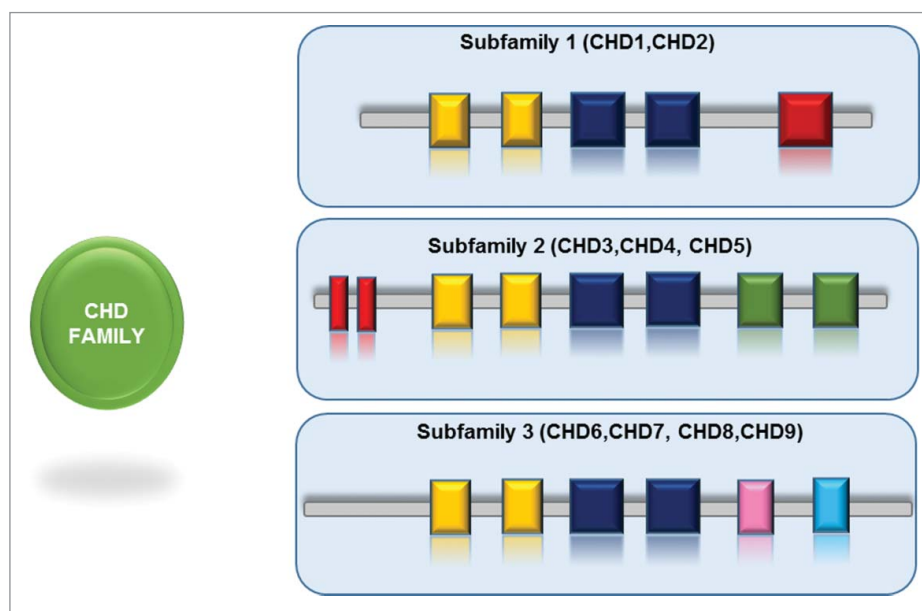 Subfamily 1 (CHD1,CHD2)
Subfamily 2 (CHD3,CHD4, CHD5)
CHD
FAMILY
Subfamily 3 (CHD6,CHD7, CHD8,CHD9)